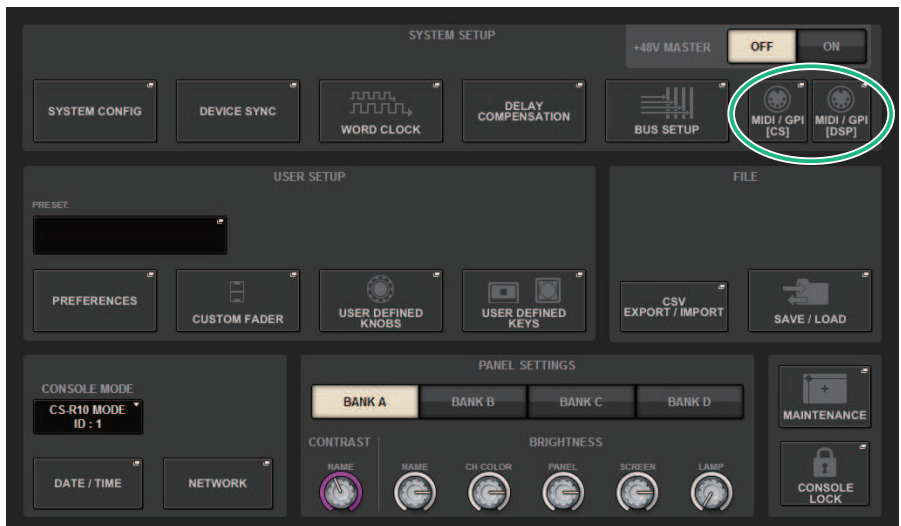 SYSTEM SETUP
+48V MASTER
OFF
ON
SYSTEM CONFIG
DEVICE SYNC
WORD CLOCK
DELAY
COMPENSATION
BUS SETUP
MIDI / GPI
[CS]
MIDI / GPI
[DSP]
USER SETUP
PRESET:
PREFERENCES
CUSTOM FADER
USER DEFINED
KNOBS
USER DEFINED
KEYS
FILE
CSV
EXPORT / IMPORT
SAVE / LOAD
CONSOLE MODE
CS-R10 MODE
ID : 1
DATE / TIME
NETWORK
PANEL SETTINGS
BANK A
BANK B
BANK C
BANK D
CONTRAST
BRIGHTNESS
NAME
NAME
CH COLOR
PANEL
SCREEN
LAMP
MAINTENANCE
CONSOLE
LOCK